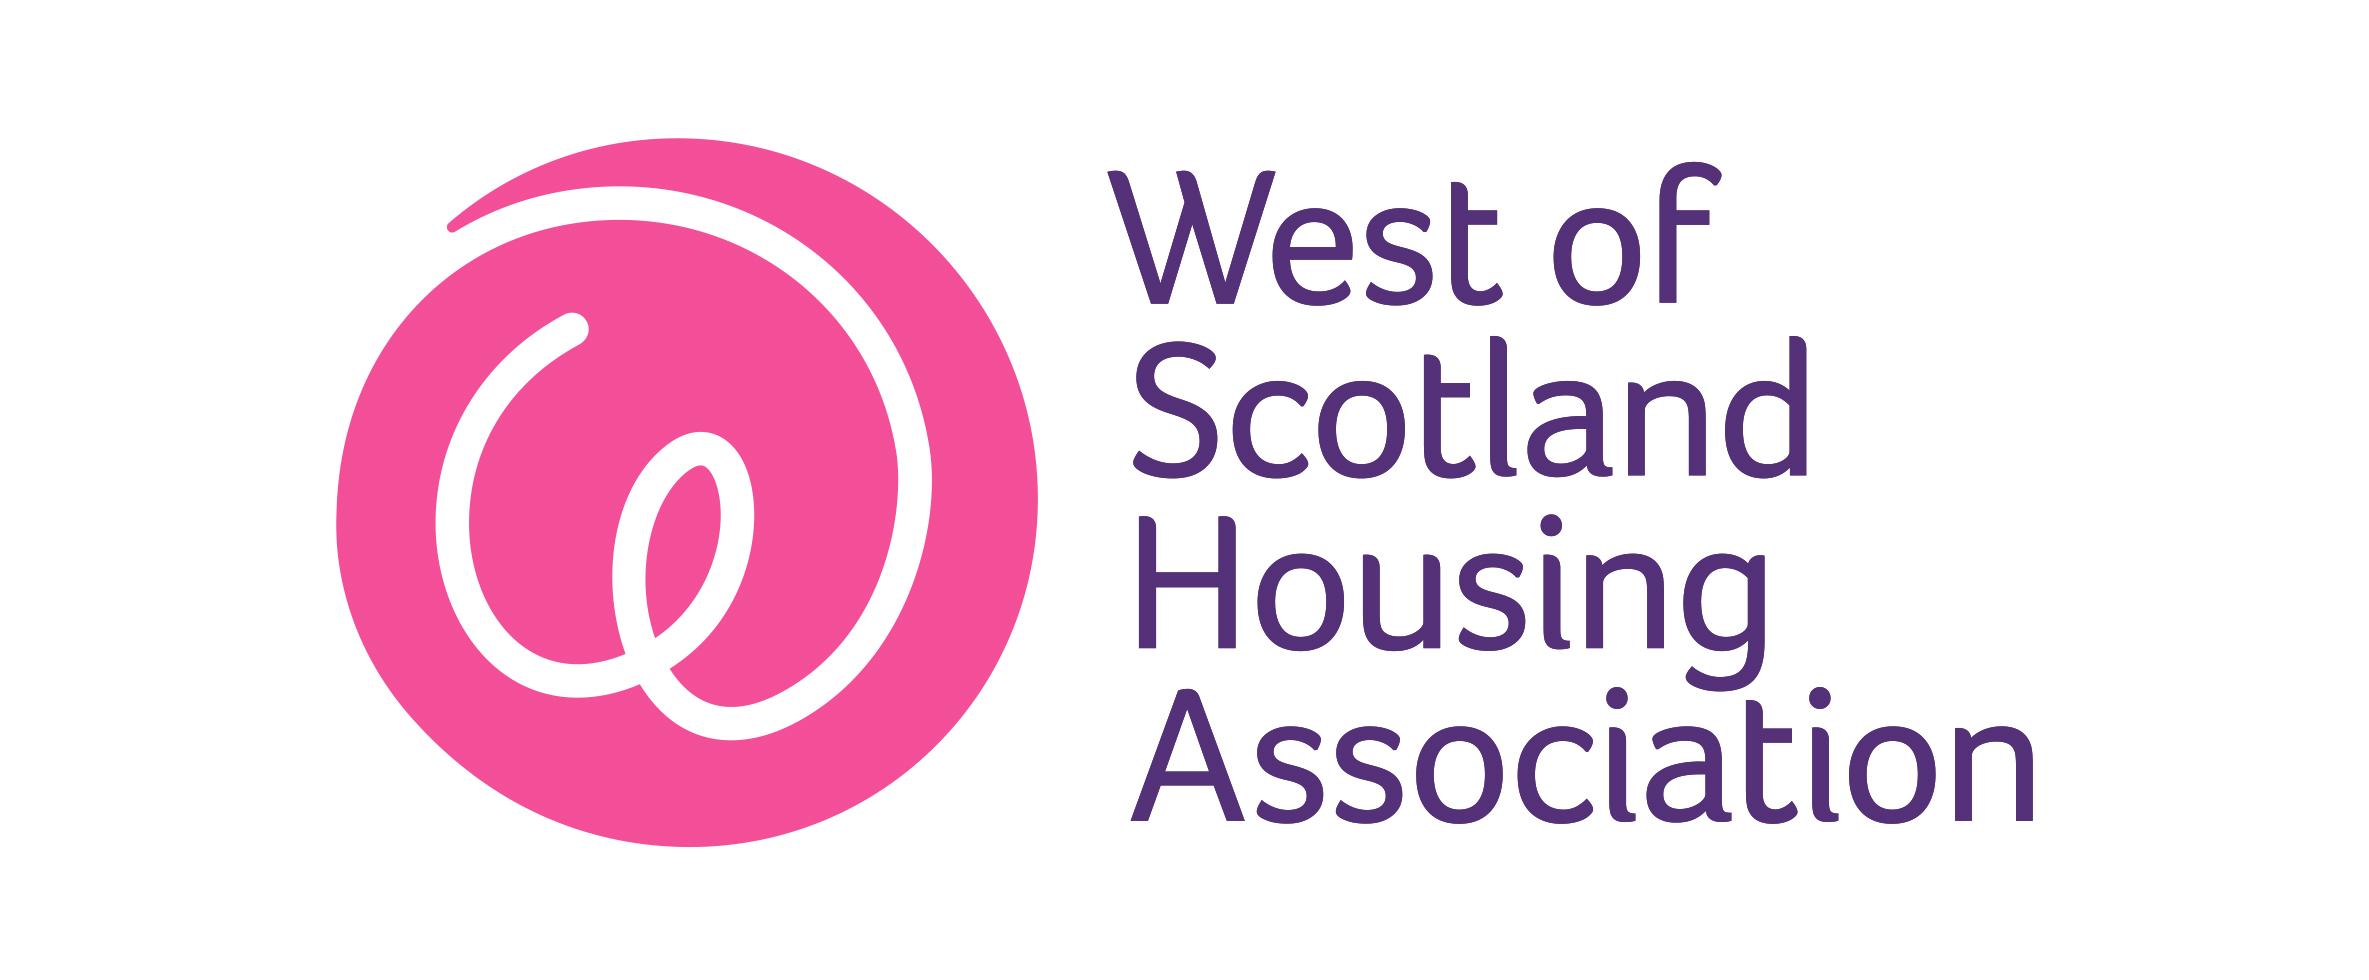 West of
Scotland
Housing
Association